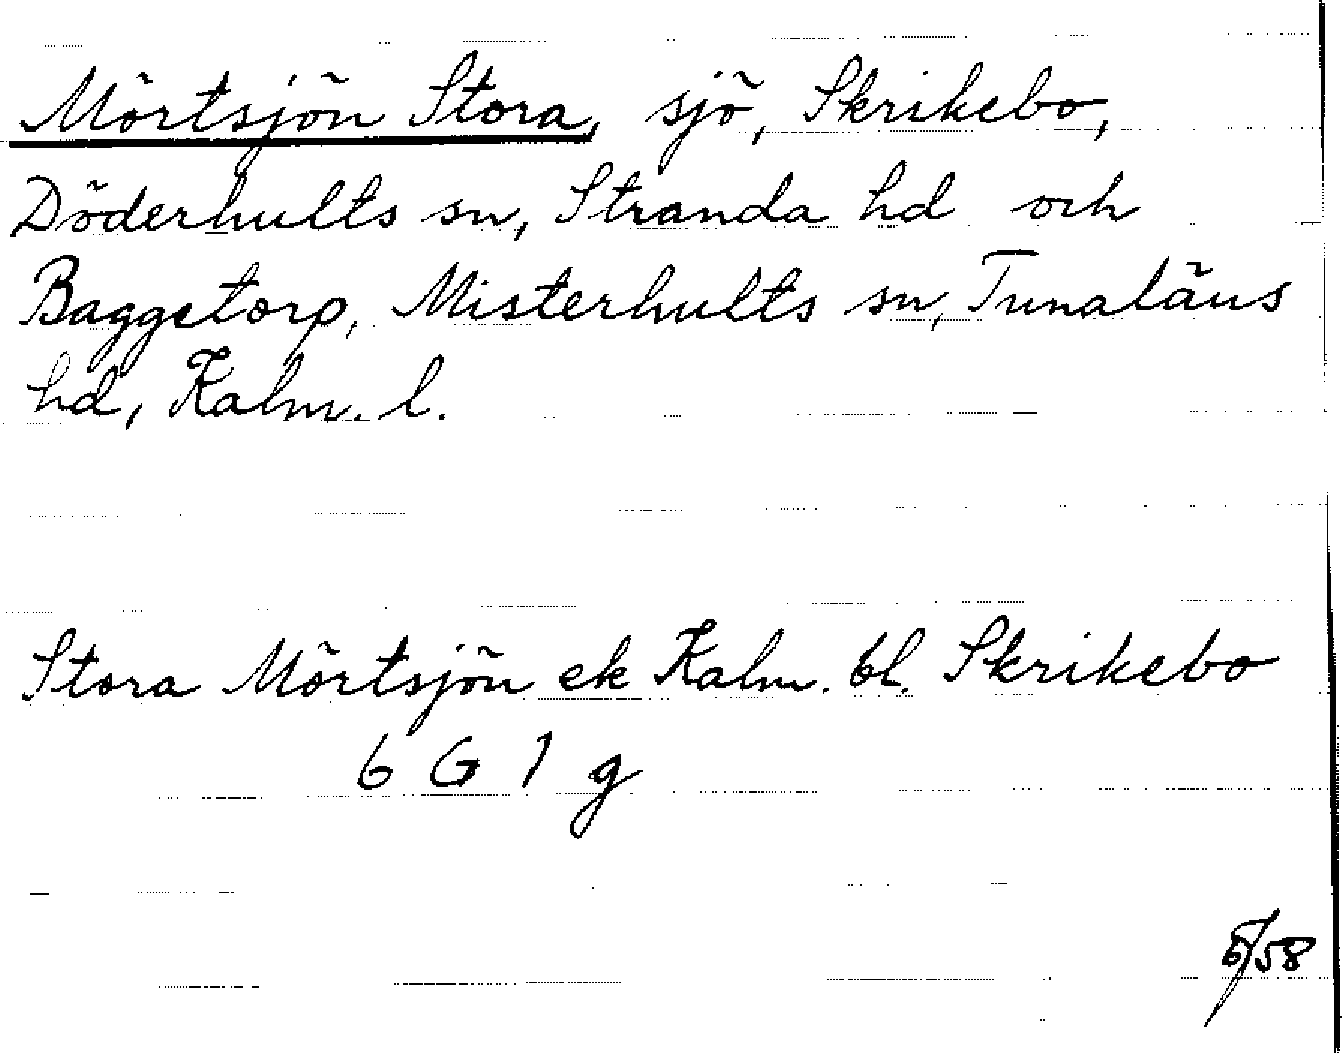 Mörtsjön Stora, sjö, Skrikebo,
Döderhults sn, Stranda hd och
Baggetorp, Misterhults sn, Tunaläns
hd, Kalm. l.
Stora Mörtsjön ek Kalm. bl. Skrikebo
6 G 1 g
6/58